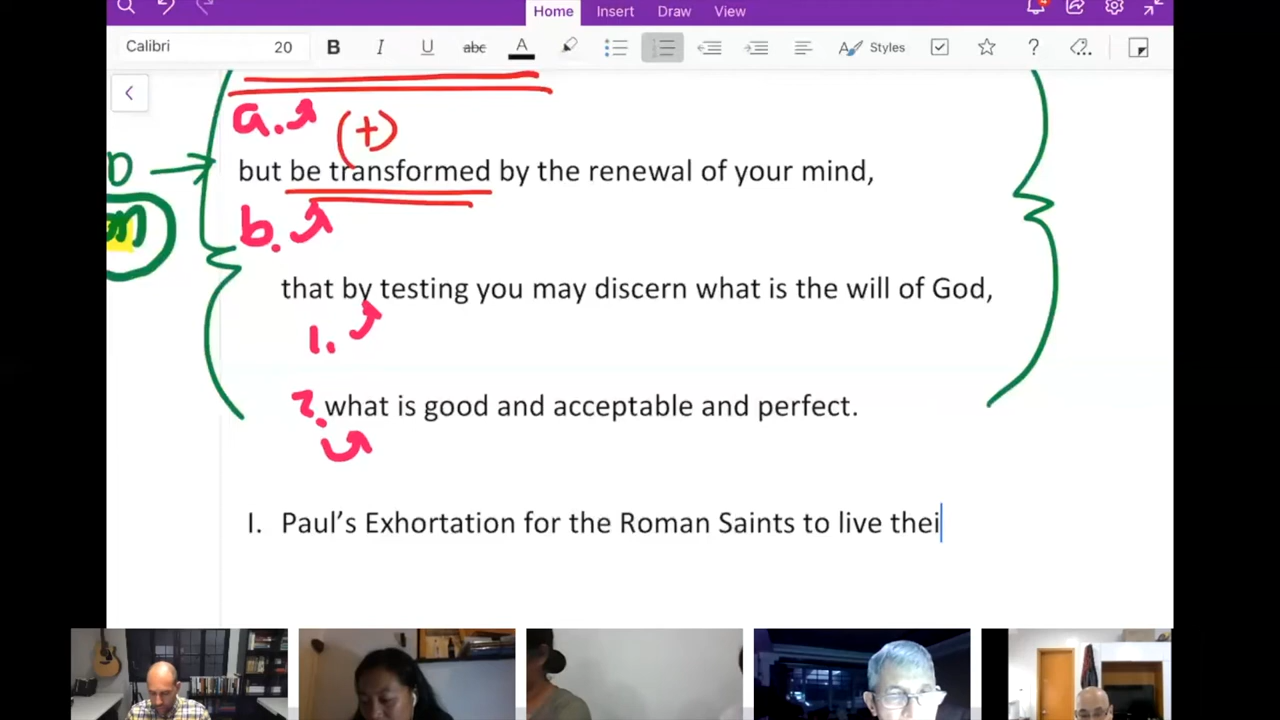 Home Insert Draw View
Calibri 20 B I U abc A Styles ?
a.
(+)
but be transformed by the renewal of your mind,
b.
that by testing you may discern what is the will of God,
1.
2. what is good and acceptable and perfect.
I. Paul’s Exhortation for the Roman Saints to live thei